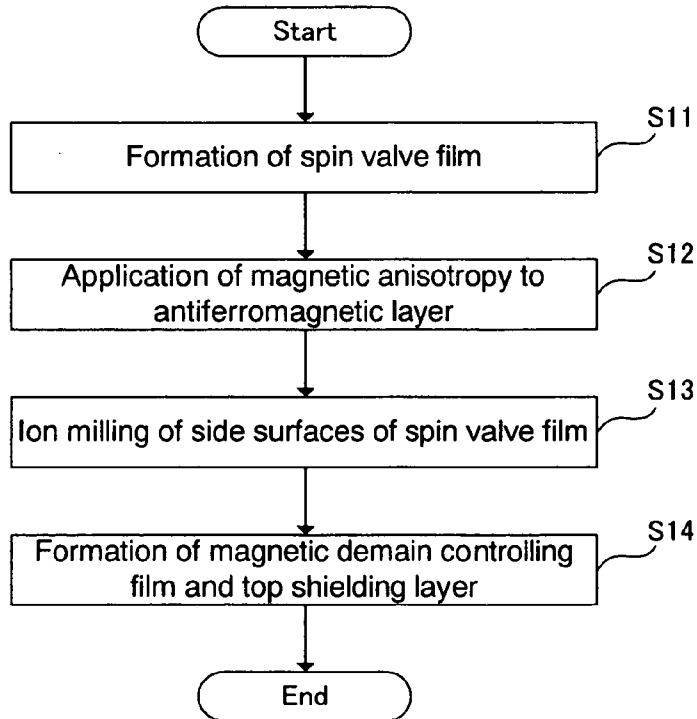 Start
S11
Formation of spin valve film
S12
Application of magnetic anisotropy to
antiferromagnetic layer
S13
Ion milling of side surfaces of spin valve film
S14
Formation of magnetic demain controlling
film and top shielding layer
End